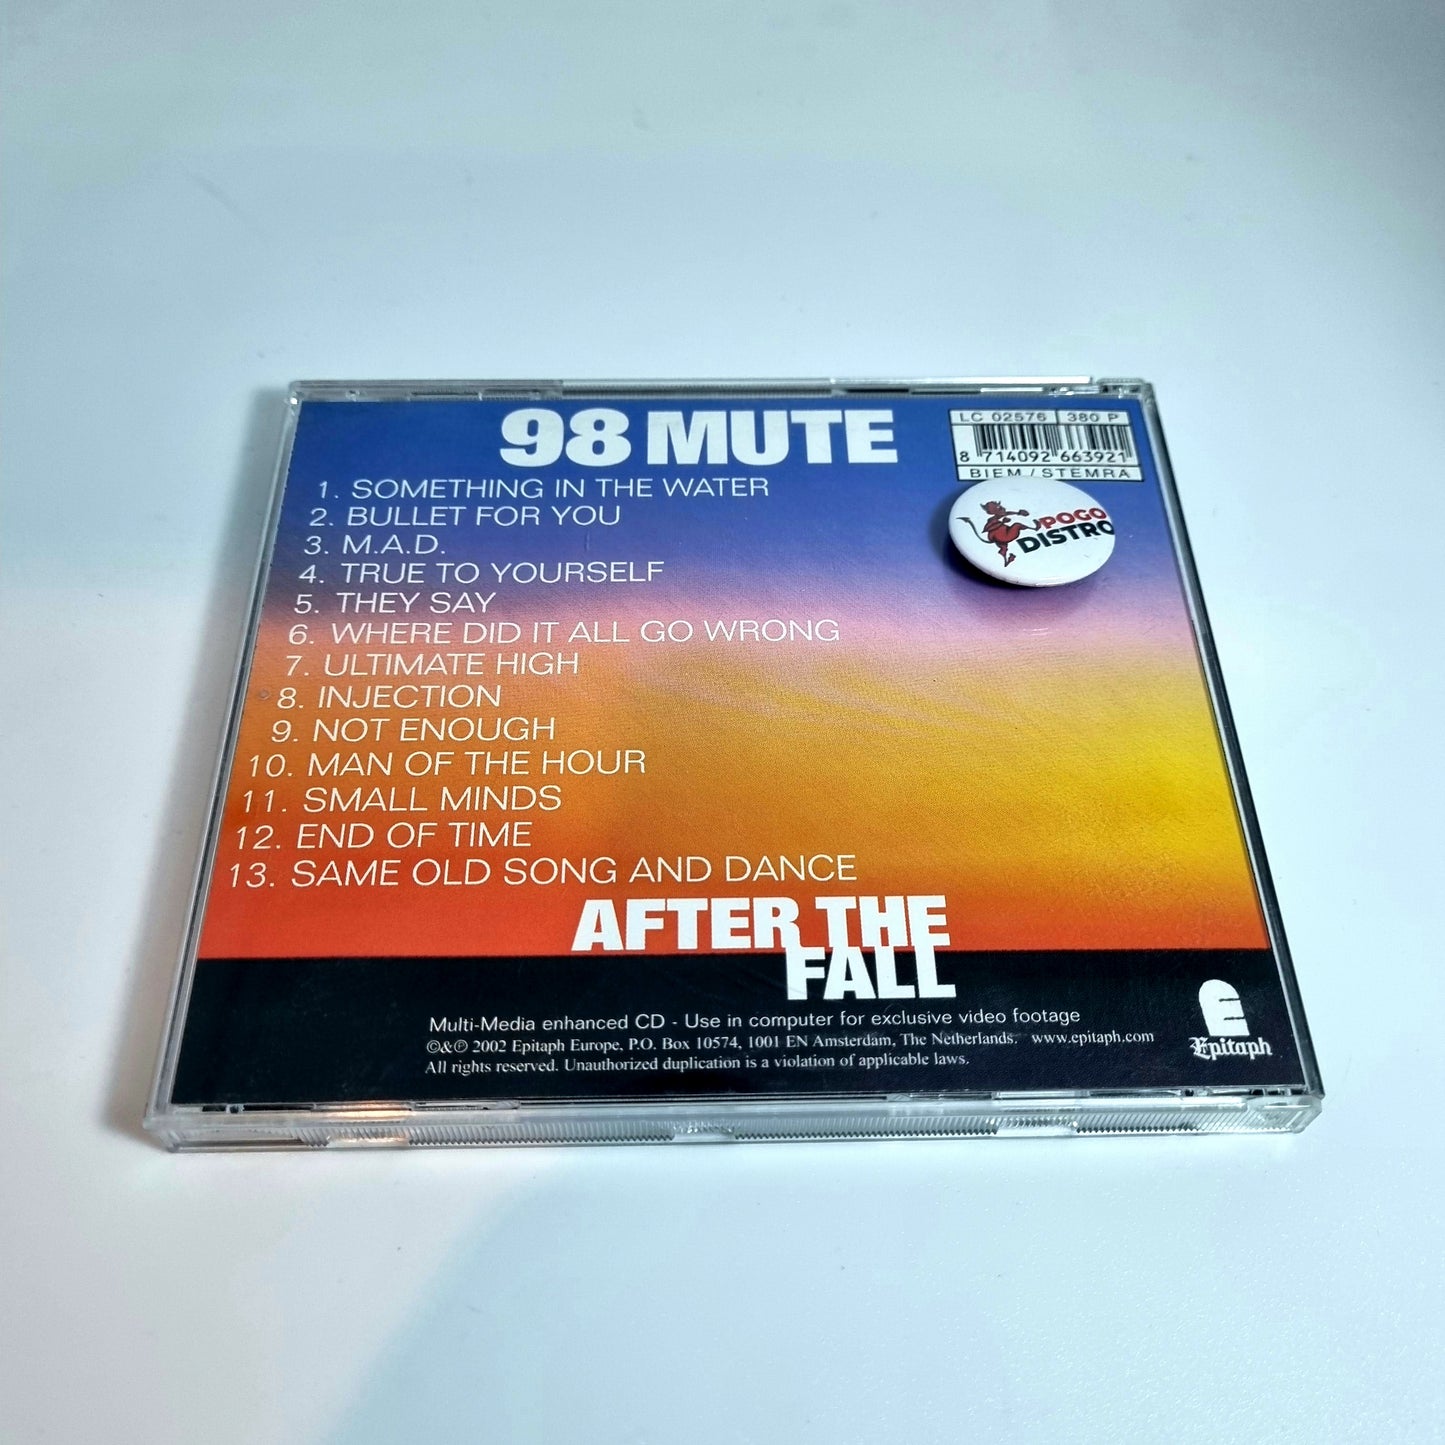 98 MUTE
LC 02576 380 P
8 714092 663921
BIEM / STEMRA
POGO
DISTRO
1. SOMETHING IN THE WATER
2. BULLET FOR YOU
3. M.A.D.
4. TRUE TO YOURSELF
5. THEY SAY
6. WHERE DID IT ALL GO WRONG
7. ULTIMATE HIGH
8. INJECTION
9. NOT ENOUGH
10. MAN OF THE HOUR
11. SMALL MINDS
12. END OF TIME
13. SAME OLD SONG AND DANCE
AFTER THE
FALL
Multi-Media enhanced CD - Use in computer for exclusive video footage
©&℗ 2002 Epitaph Europe, P.O. Box 10574, 1001 EN Amsterdam, The Netherlands. www.epitaph.com
All rights reserved. Unauthorized duplication is a violation of applicable laws.
Epitaph